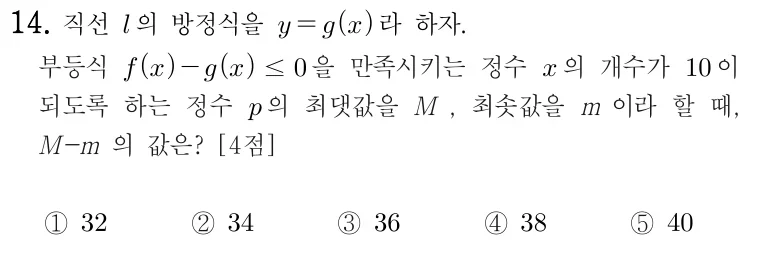 14. 직선 l의 방정식을 y=g(x)라 하자.
부등식 f(x)-g(x)≤0을 만족시키는 정수 x의 개수가 10이
되도록 하는 정수 p의 최댓값을 M, 최솟값을 m이라 할 때,
M-m의 값은? [4점]
① 32 ② 34 ③ 36 ④ 38 ⑤ 40